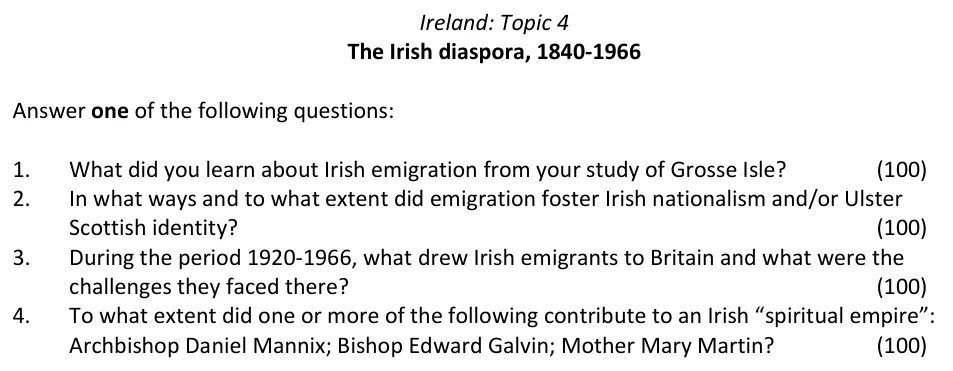 Ireland: Topic 4
The Irish diaspora, 1840-1966
Answer one of the following questions:
1. What did you learn about Irish emigration from your study of Grosse Isle? (100)
2. In what ways and to what extent did emigration foster Irish nationalism and/or Ulster
Scottish identity? (100)
3. During the period 1920-1966, what drew Irish emigrants to Britain and what were the
challenges they faced there? (100)
4. To what extent did one or more of the following contribute to an Irish “spiritual empire”:
Archbishop Daniel Mannix; Bishop Edward Galvin; Mother Mary Martin? (100)